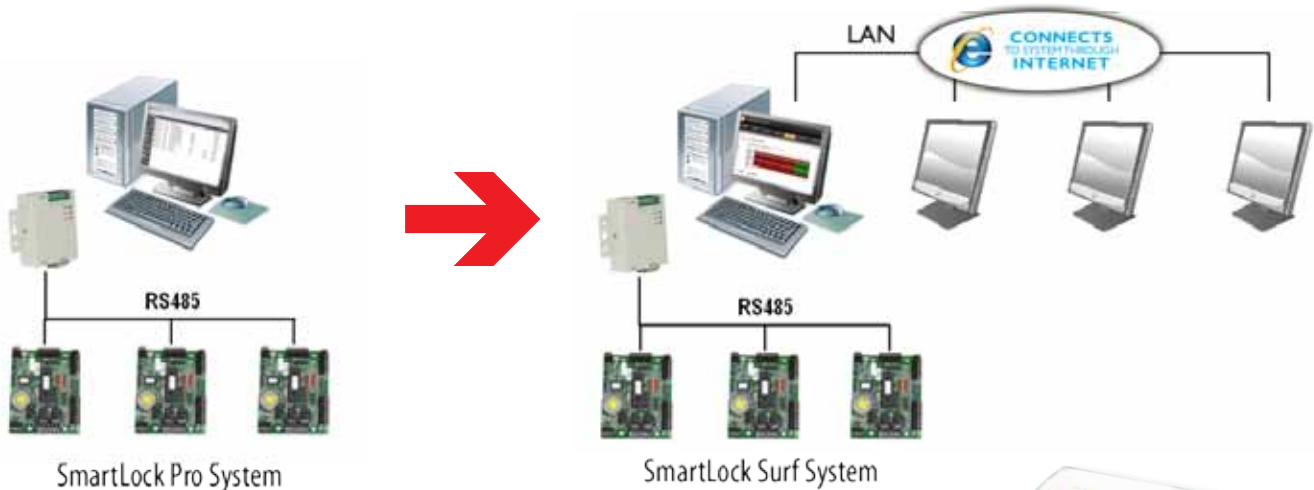 LAN
CONNECTS
TO SYSTEM THROUGH
INTERNET
RS485
RS485
SmartLock Pro System
SmartLock Surf System